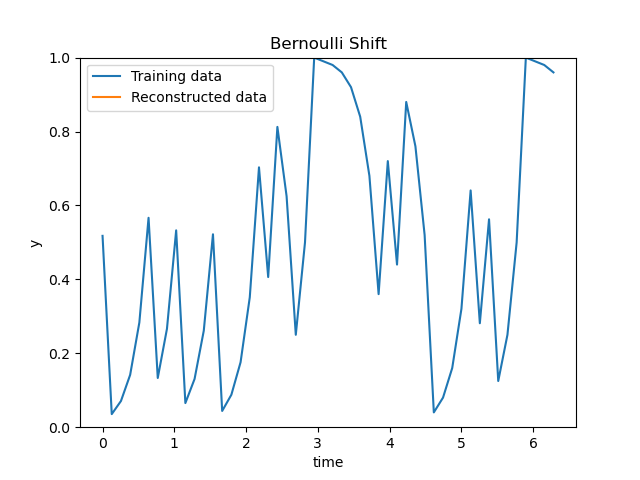 Bernoulli Shift
Training data
Reconstructed data
1.0
0.8
0.6
0.4
0.2
0.0
y
0 1 2 3 4 5 6
time